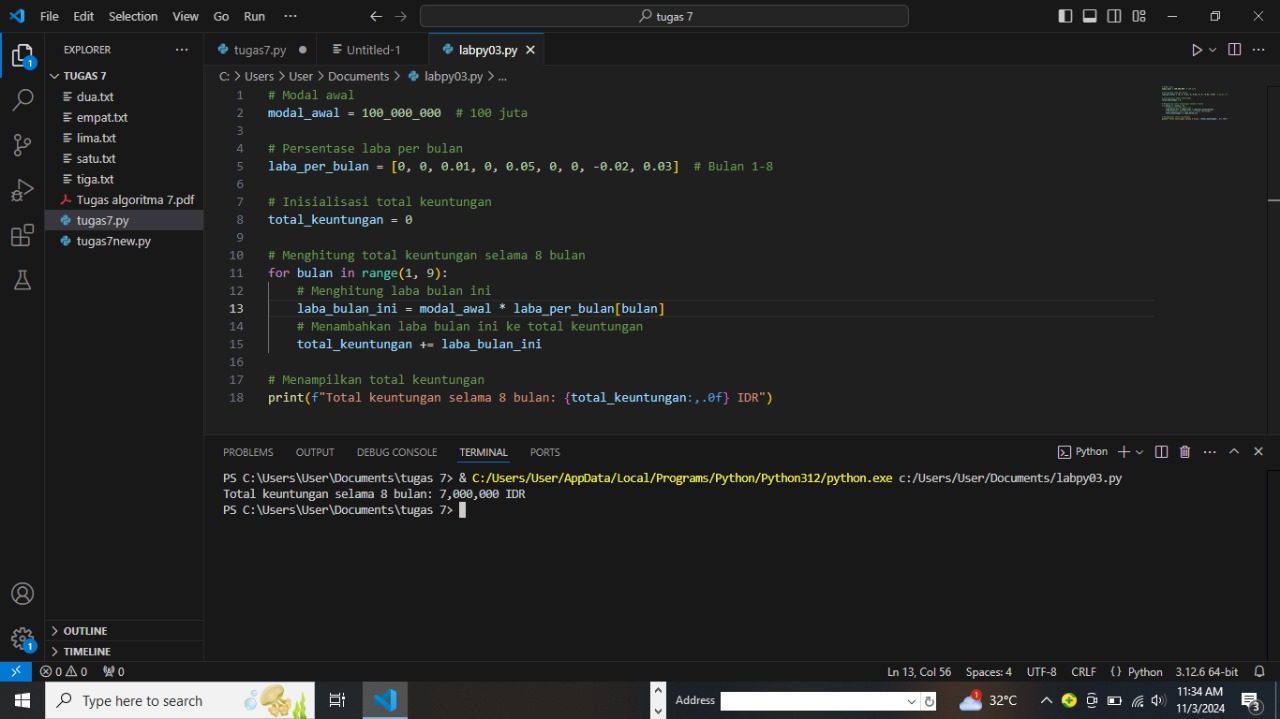 File Edit Selection View Go Run ··· tugas 7
EXPLORER ···
TUGAS 7
dua.txt
empat.txt
lima.txt
satu.txt
tiga.txt
Tugas algoritma 7.pdf
tugas7.py
tugas7new.py
OUTLINE
TIMELINE
tugas7.py Untitled-1 labpy03.py
C: > Users > User > Documents > labpy03.py > ...
1 # Modal awal
2 modal_awal = 100_000_000  # 100 juta
3
4 # Persentase laba per bulan
5 laba_per_bulan = [0, 0, 0.01, 0, 0.05, 0, 0, -0.02, 0.03]  # Bulan 1-8
6
7 # Inisialisasi total keuntungan
8 total_keuntungan = 0
9
10 # Menghitung total keuntungan selama 8 bulan
11 for bulan in range(1, 9):
12     # Menghitung laba bulan ini
13     laba_bulan_ini = modal_awal * laba_per_bulan[bulan]
14     # Menambahkan laba bulan ini ke total keuntungan
15     total_keuntungan += laba_bulan_ini
16
17 # Menampilkan total keuntungan
18 print(f"Total keuntungan selama 8 bulan: {total_keuntungan:,.0f} IDR")
PROBLEMS OUTPUT DEBUG CONSOLE TERMINAL PORTS Python
PS C:\Users\User\Documents\tugas 7> & C:/Users/User/AppData/Local/Programs/Python/Python312/python.exe c:/Users/User/Documents/labpy03.py
Total keuntungan selama 8 bulan: 7,000,000 IDR
PS C:\Users\User\Documents\tugas 7>
0 0 0 Ln 13, Col 56 Spaces: 4 UTF-8 CRLF {} Python 3.12.6 64-bit
Type here to search Address 1 32°C 11:34 AM
11/3/2024 3